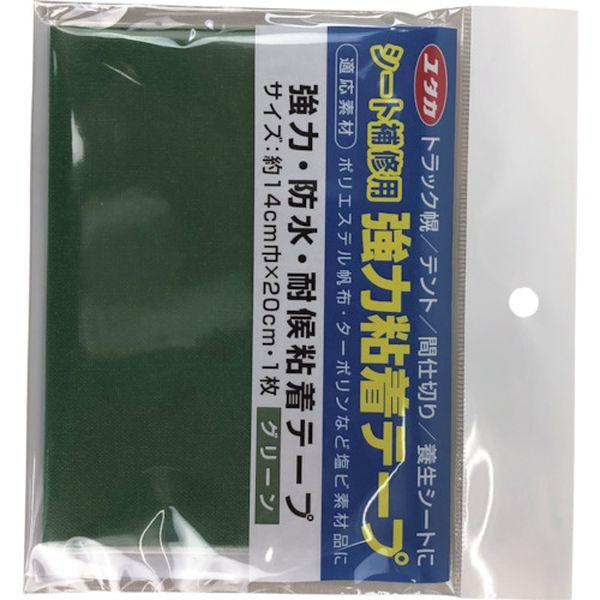 ユタカ
トラック幌／テント／間仕切り／養生シートに
シート補修用 強力粘着テープ
適応素材 ポリエステル帆布・ターポリンなど塩ビ素材品に
強力・防水・耐候粘着テープ
サイズ：約14cm巾×20cm・1枚 グリーン